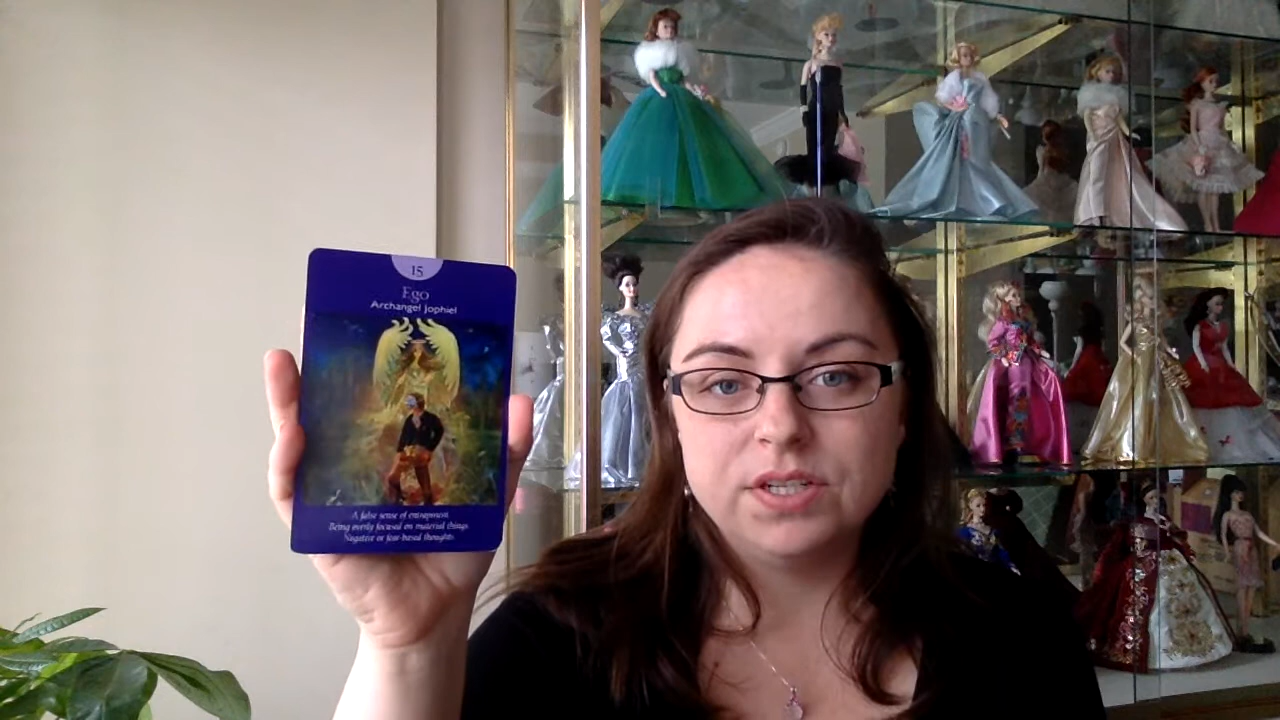 15
Ego
Archangel Jophiel
A false sense of entrapment
Being overly focused on material things
Negative or fear-based thoughts